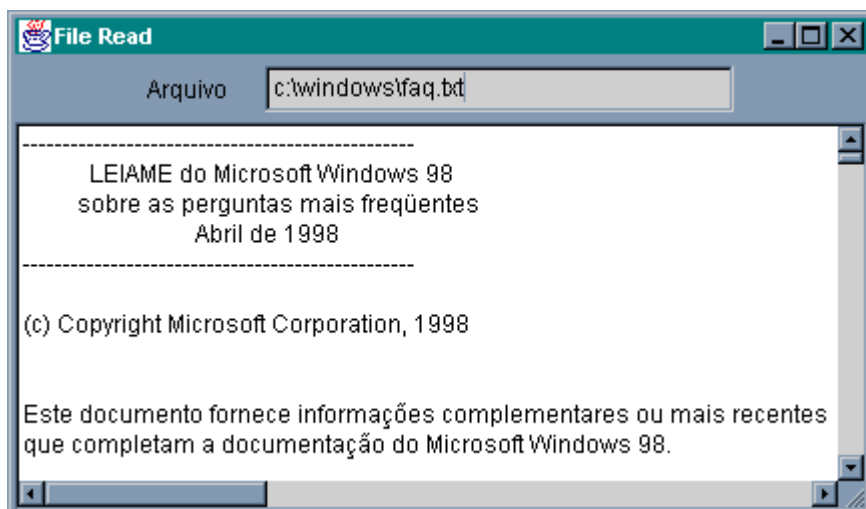 File Read
Arquivo c:\windows\faq.txt
-------------------------------------------------
LEIAME do Microsoft Windows 98
sobre as perguntas mais freqüentes
Abril de 1998
-------------------------------------------------
(c) Copyright Microsoft Corporation, 1998
Este documento fornece informações complementares ou mais recentes
que completam a documentação do Microsoft Windows 98.